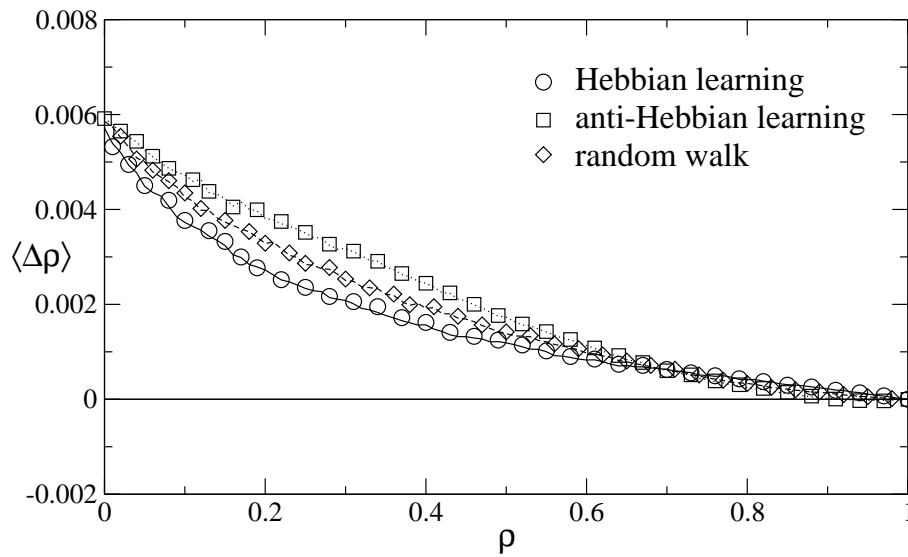 0.008
0.006
0.004
0.002
0
-0.002
⟨Δρ⟩
Hebbian learning
anti-Hebbian learning
random walk
0 0.2 0.4 0.6 0.8 1
ρ